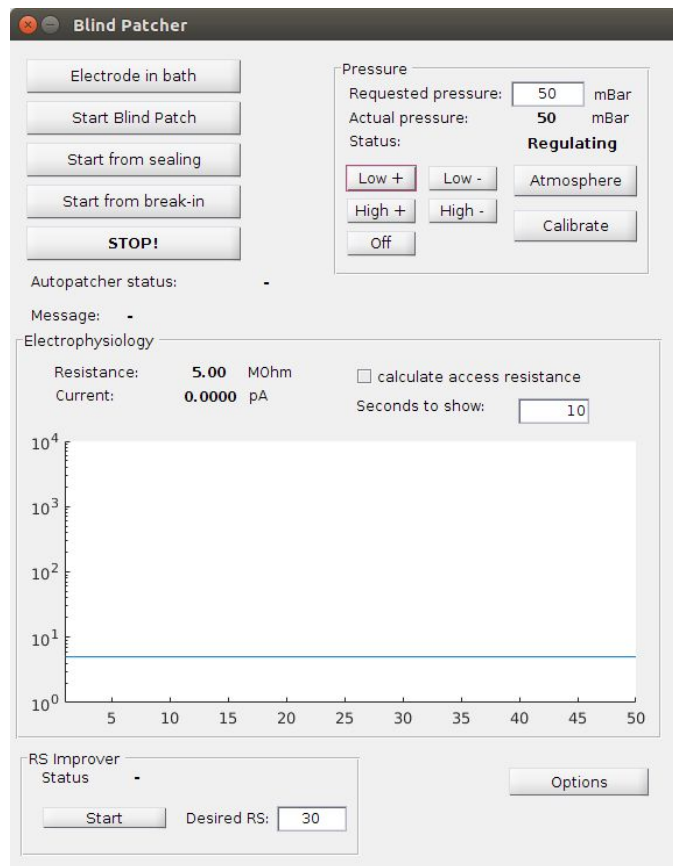 Blind Patcher
Electrode in bath
Start Blind Patch
Start from sealing
Start from break-in
STOP!
Autopatcher status: -
Message: -
Pressure
Requested pressure: 50 mBar
Actual pressure: 50 mBar
Status: Regulating
Low + Low - Atmosphere
High + High - Calibrate
Off
Electrophysiology
Resistance: 5.00 MOhm
Current: 0.0000 pA
calculate access resistance
Seconds to show: 10
10^4
10^3
10^2
10^1
10^0
5 10 15 20 25 30 35 40 45 50
RS Improver
Status -
Start Desired RS: 30
Options